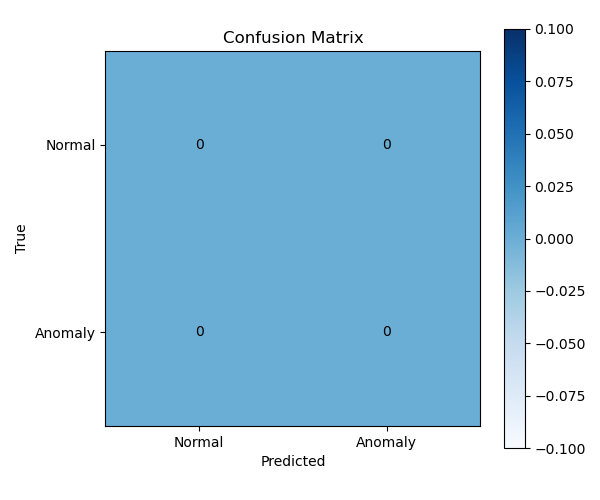 Confusion Matrix
Normal
0
0
True
Anomaly
0
0
Normal
Anomaly
Predicted
0.100
0.075
0.050
0.025
0.000
−0.025
−0.050
−0.075
−0.100